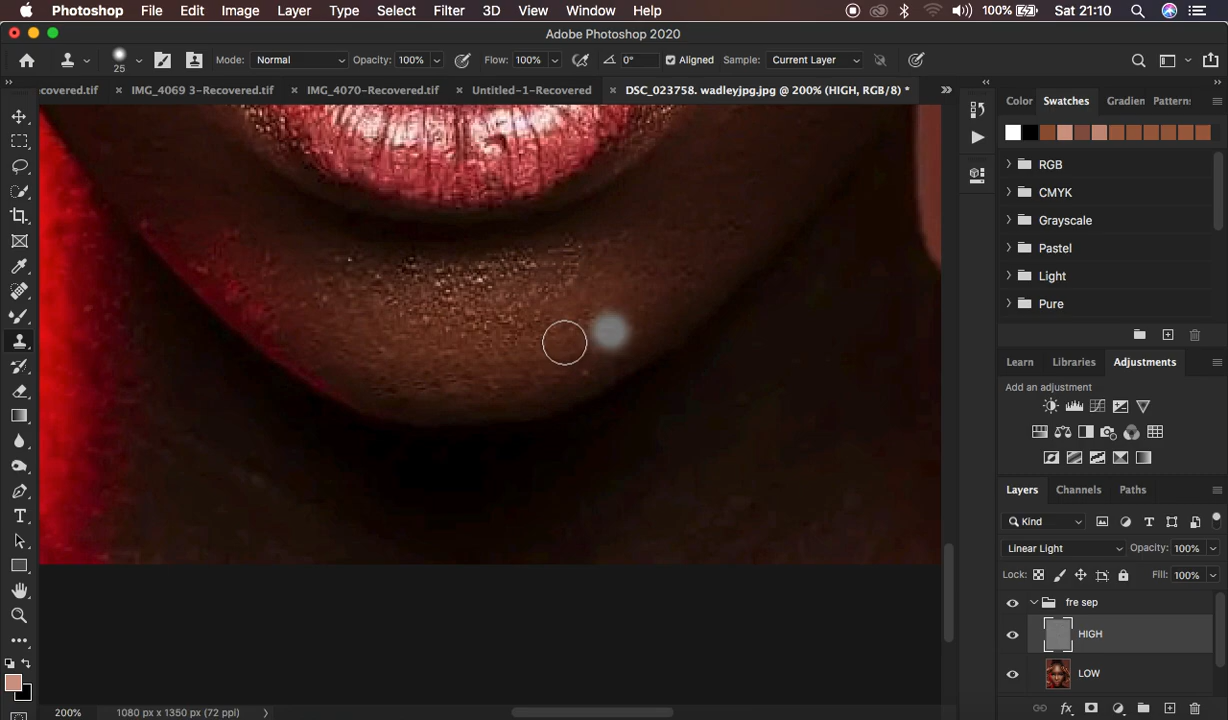 Photoshop File Edit Image Layer Type Select Filter 3D View Window Help 100% Sat 21:10
Adobe Photoshop 2020
25 Mode: Normal Opacity: 100% Flow: 100% 0° Aligned Sample: Current Layer
ecovered.tif × IMG_4069 3-Recovered.tif × IMG_4070-Recovered.tif × Untitled-1-Recovered × DSC_023758. wadleyjpg.jpg @ 200% (HIGH, RGB/8) *
Color Swatches Gradien Pattern:
RGB
CMYK
Grayscale
Pastel
Light
Pure
Learn Libraries Adjustments
Add an adjustment
Layers Channels Paths
Kind
Linear Light Opacity: 100%
Lock: Fill: 100%
fre sep
HIGH
LOW
200% 1080 px x 1350 px (72 ppi)